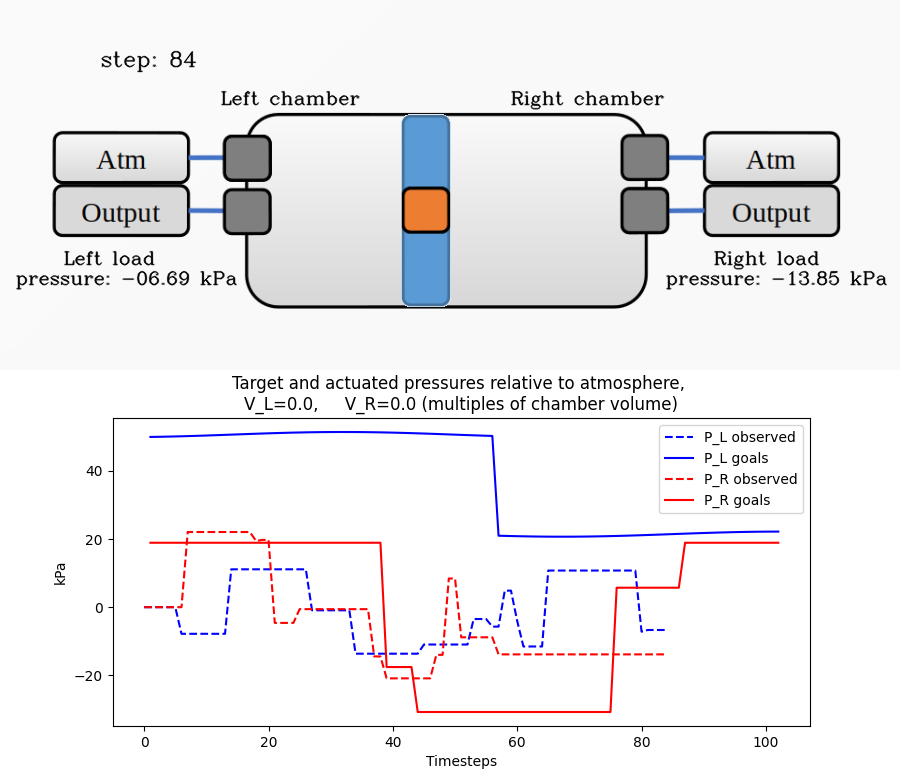 step: 84
Left chamber
Right chamber
Atm
Atm
Output
Output
Left load
pressure: −06.69 kPa
Right load
pressure: −13.85 kPa
Target and actuated pressures relative to atmosphere,
V_L=0.0,     V_R=0.0 (multiples of chamber volume)
P_L observed
P_L goals
P_R observed
P_R goals
kPa
40
20
0
−20
0 20 40 60 80 100
Timesteps